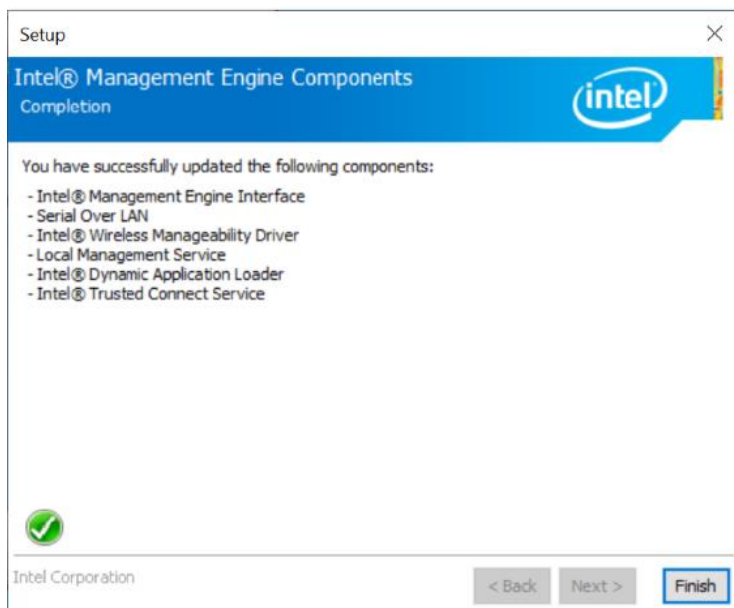 Setup
Intel® Management Engine Components
Completion
intel
You have successfully updated the following components:
- Intel® Management Engine Interface
- Serial Over LAN
- Intel® Wireless Manageability Driver
- Local Management Service
- Intel® Dynamic Application Loader
- Intel® Trusted Connect Service
Intel Corporation
< Back Next > Finish